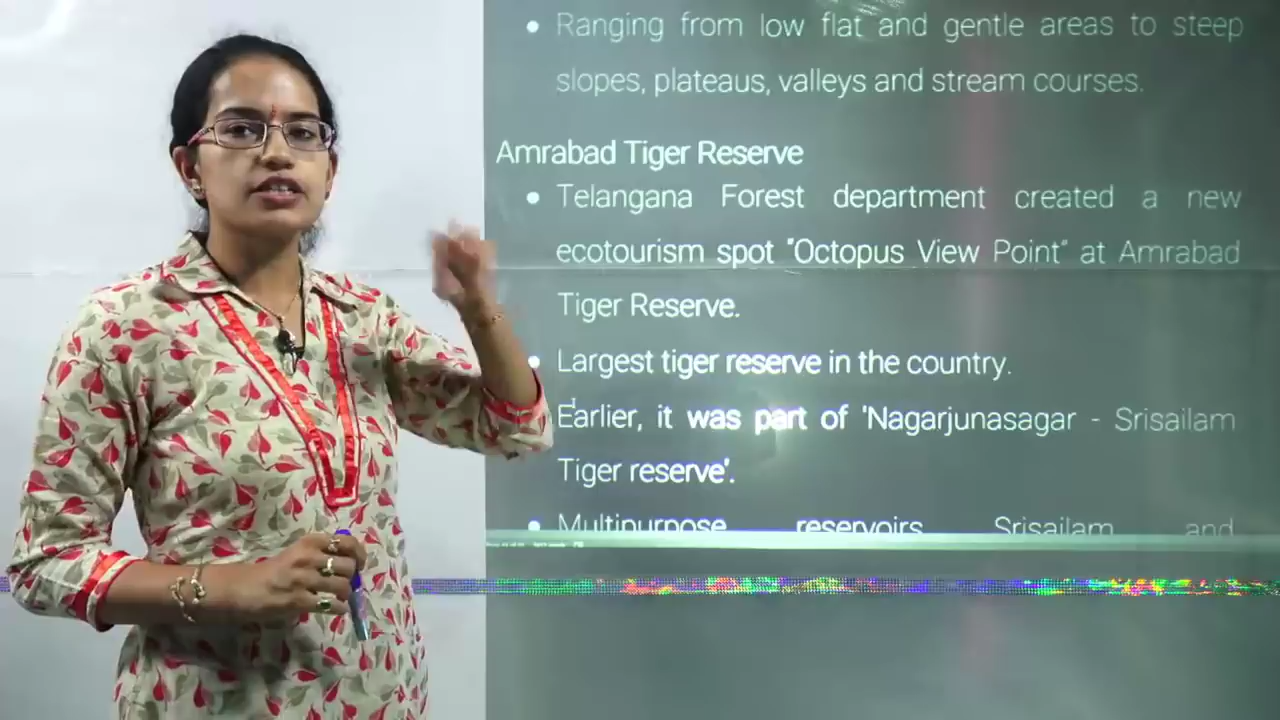 • Ranging from low flat and gentle areas to steep
slopes, plateaus, valleys and stream courses.
Amrabad Tiger Reserve
• Telangana Forest department created a new
ecotourism spot "Octopus View Point" at Amrabad
Tiger Reserve.
• Largest tiger reserve in the country.
Earlier, it was part of 'Nagarjunasagar - Srisailam
Tiger reserve'.
• Multipurpose reservoirs Srisailam and